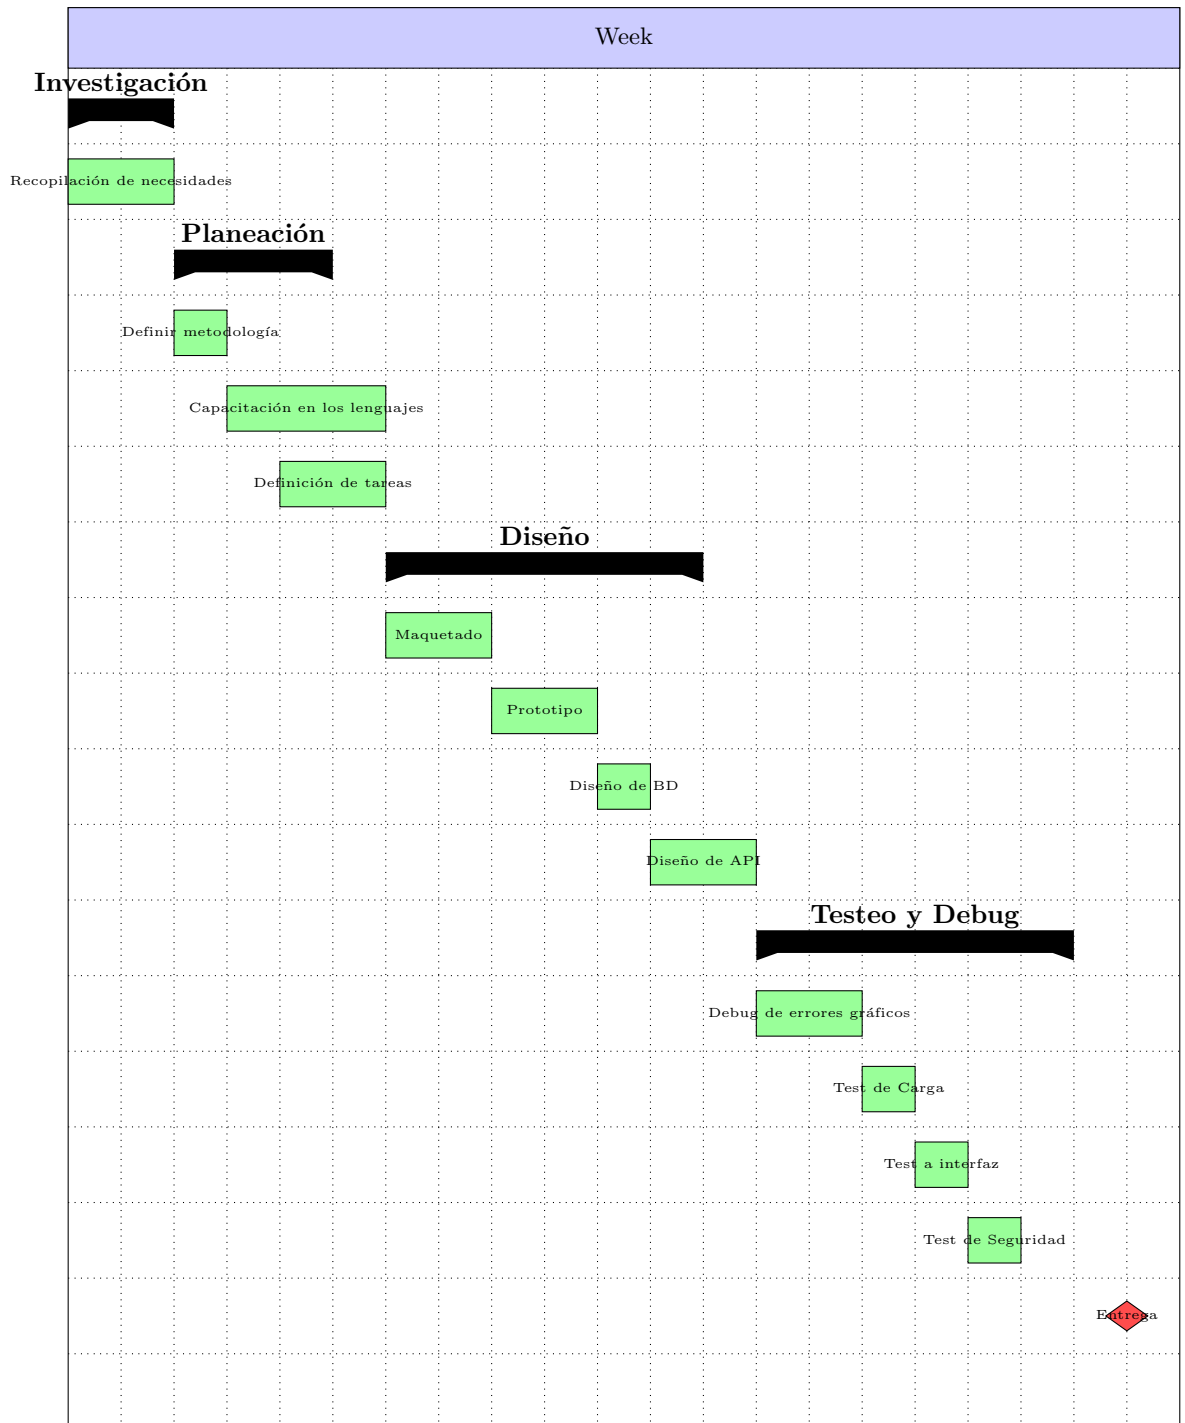 Week
Investigación
Recopilación de necesidades
Planeación
Definir metodología
Capacitación en los lenguajes
Definición de tareas
Diseño
Maquetado
Prototipo
Diseño de BD
Diseño de API
Testeo y Debug
Debug de errores gráficos
Test de Carga
Test a interfaz
Test de Seguridad
Entrega